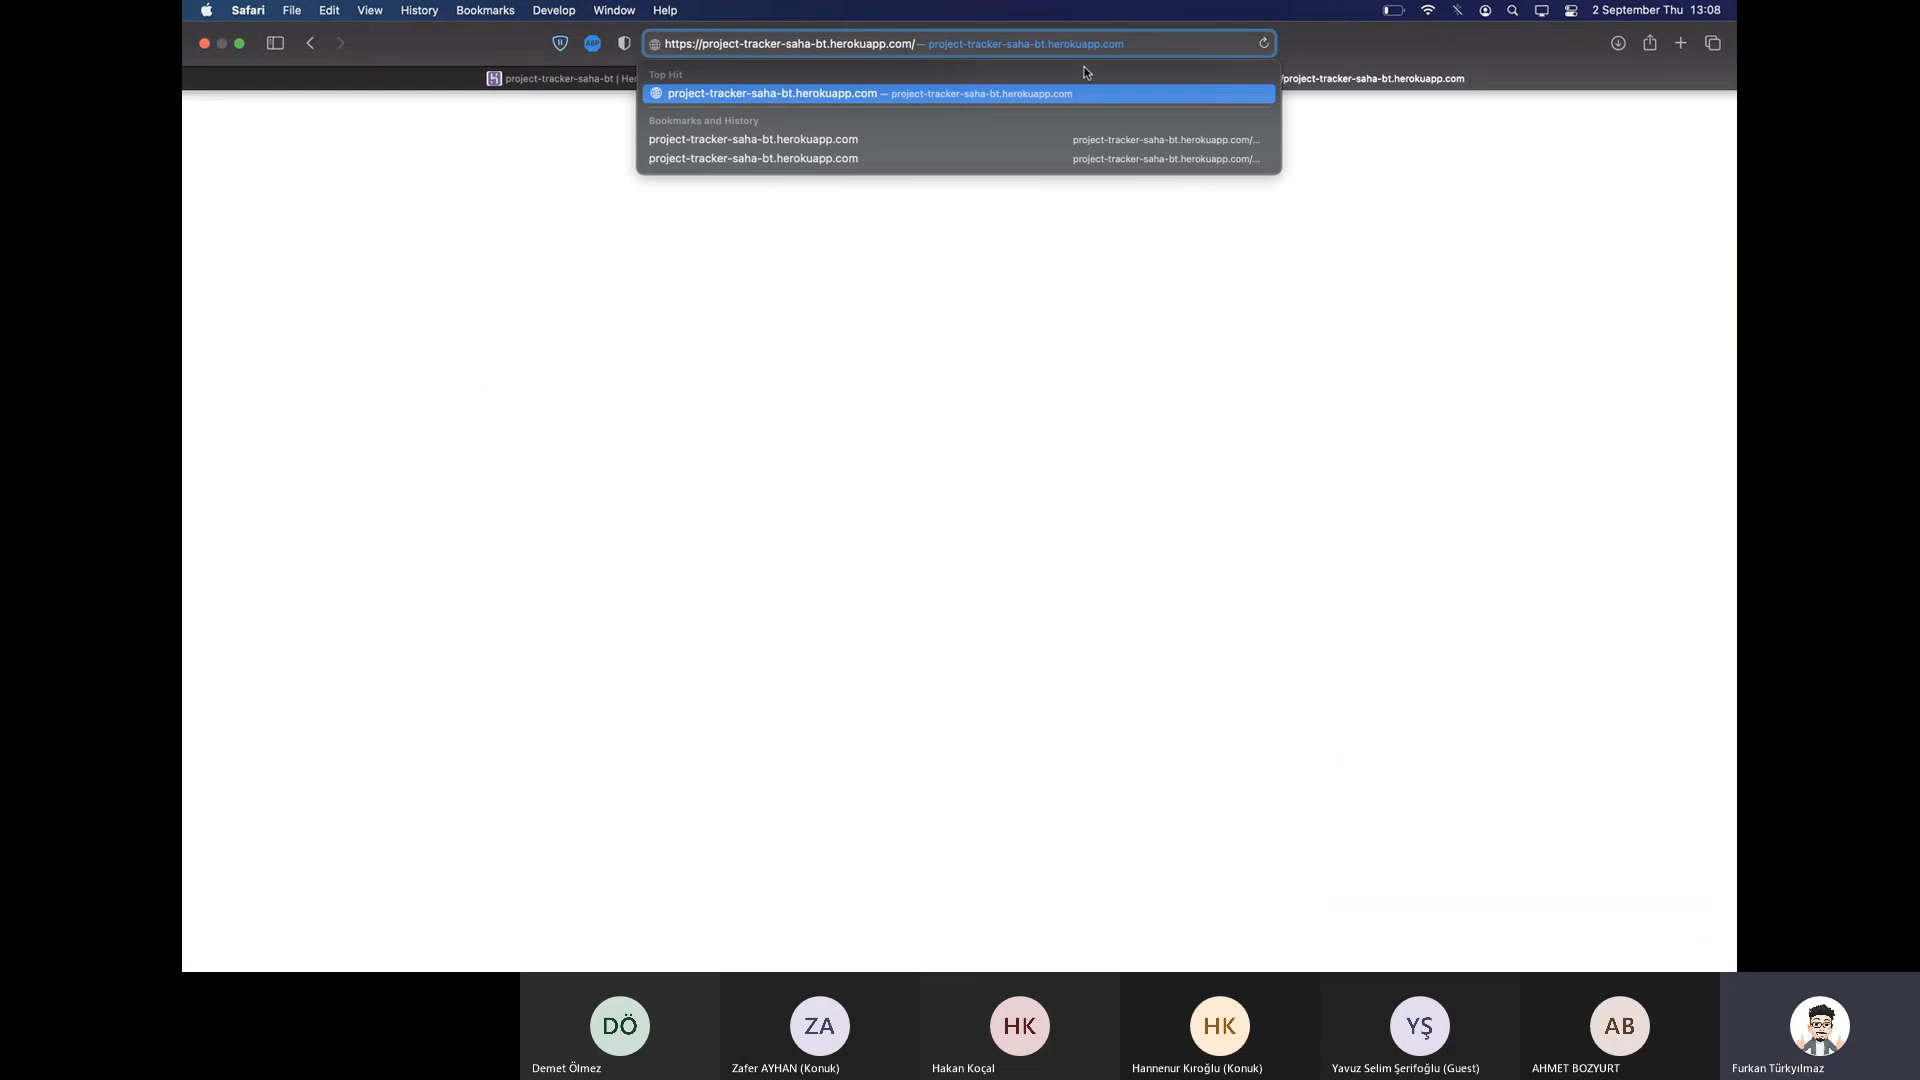 Safari File Edit View History Bookmarks Develop Window Help 2 September Thu 13:08
ABP https://project-tracker-saha-bt.herokuapp.com/ — project-tracker-saha-bt.herokuapp.com
Top Hit
project-tracker-saha-bt | Her
/project-tracker-saha-bt.herokuapp.com
project-tracker-saha-bt.herokuapp.com — project-tracker-saha-bt.herokuapp.com
Bookmarks and History
project-tracker-saha-bt.herokuapp.com project-tracker-saha-bt.herokuapp.com/...
project-tracker-saha-bt.herokuapp.com project-tracker-saha-bt.herokuapp.com/...
DÖ ZA HK HK YŞ AB
Demet Ölmez Zafer AYHAN (Konuk) Hakan Koçal Hannenur Kıroğlu (Konuk) Yavuz Selim Şerifoğlu (Guest) AHMET BOZYURT Furkan Türkyılmaz